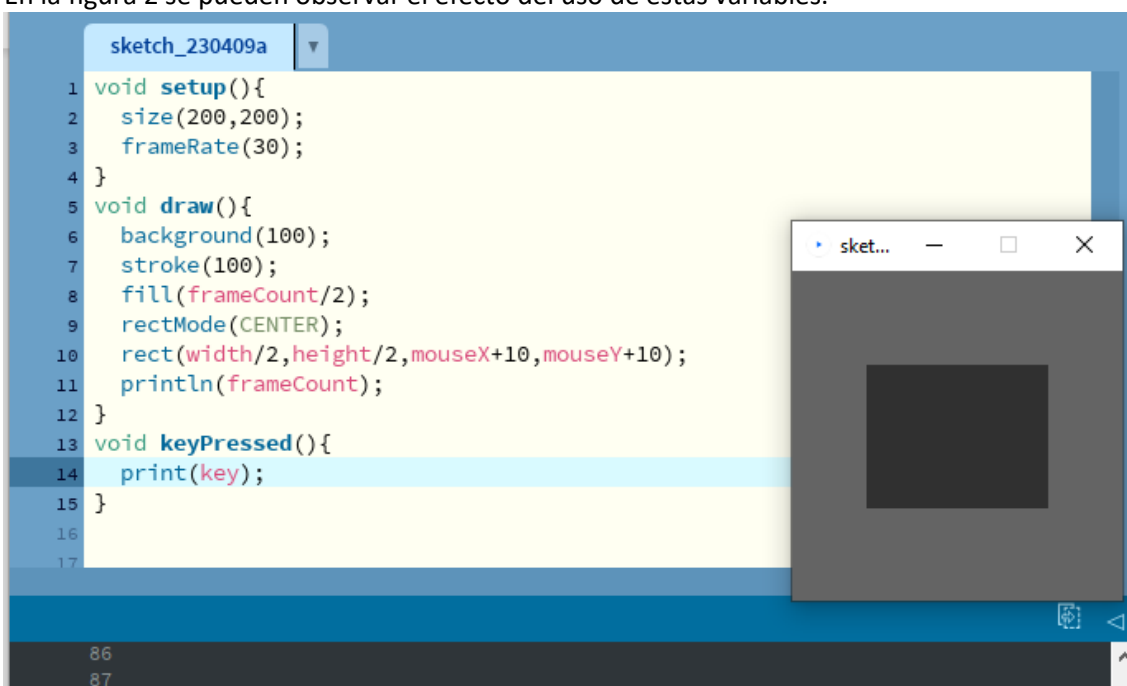 En la figura 2 se pueden observar el efecto del uso de estas variables.
sketch_230409a
1 void setup(){
2 size(200,200);
3 frameRate(30);
4 }
5 void draw(){
6 background(100);
7 stroke(100);
8 fill(frameCount/2);
9 rectMode(CENTER);
10 rect(width/2,height/2,mouseX+10,mouseY+10);
11 println(frameCount);
12 }
13 void keyPressed(){
14 print(key);
15 }
16
17
sket...
86
87